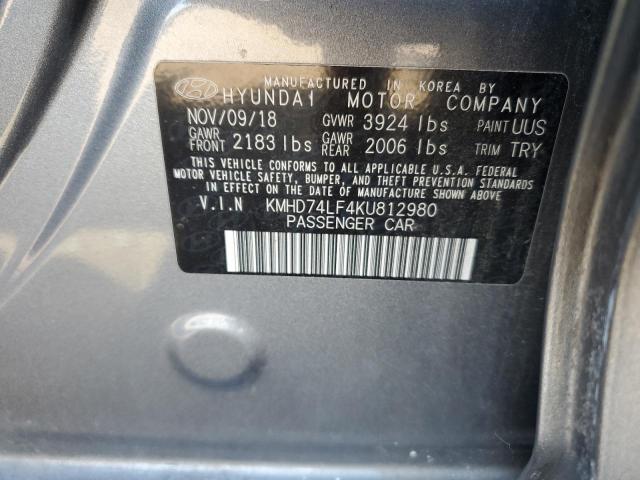 MANUFACTURED IN KOREA BY
HYUNDAI MOTOR COMPANY
NOV/09/18 GVWR 3924 lbs PAINT UUS
GAWR FRONT 2183 lbs GAWR REAR 2006 lbs TRIM TRY
THIS VEHICLE CONFORMS TO ALL APPLICABLE U.S.A. FEDERAL
MOTOR VEHICLE SAFETY, BUMPER, AND THEFT PREVENTION STANDARDS
IN EFFECT ON THE DATE OF MANUFACTURE SHOWN ABOVE
V.I.N KMHD74LF4KU812980
PASSENGER CAR